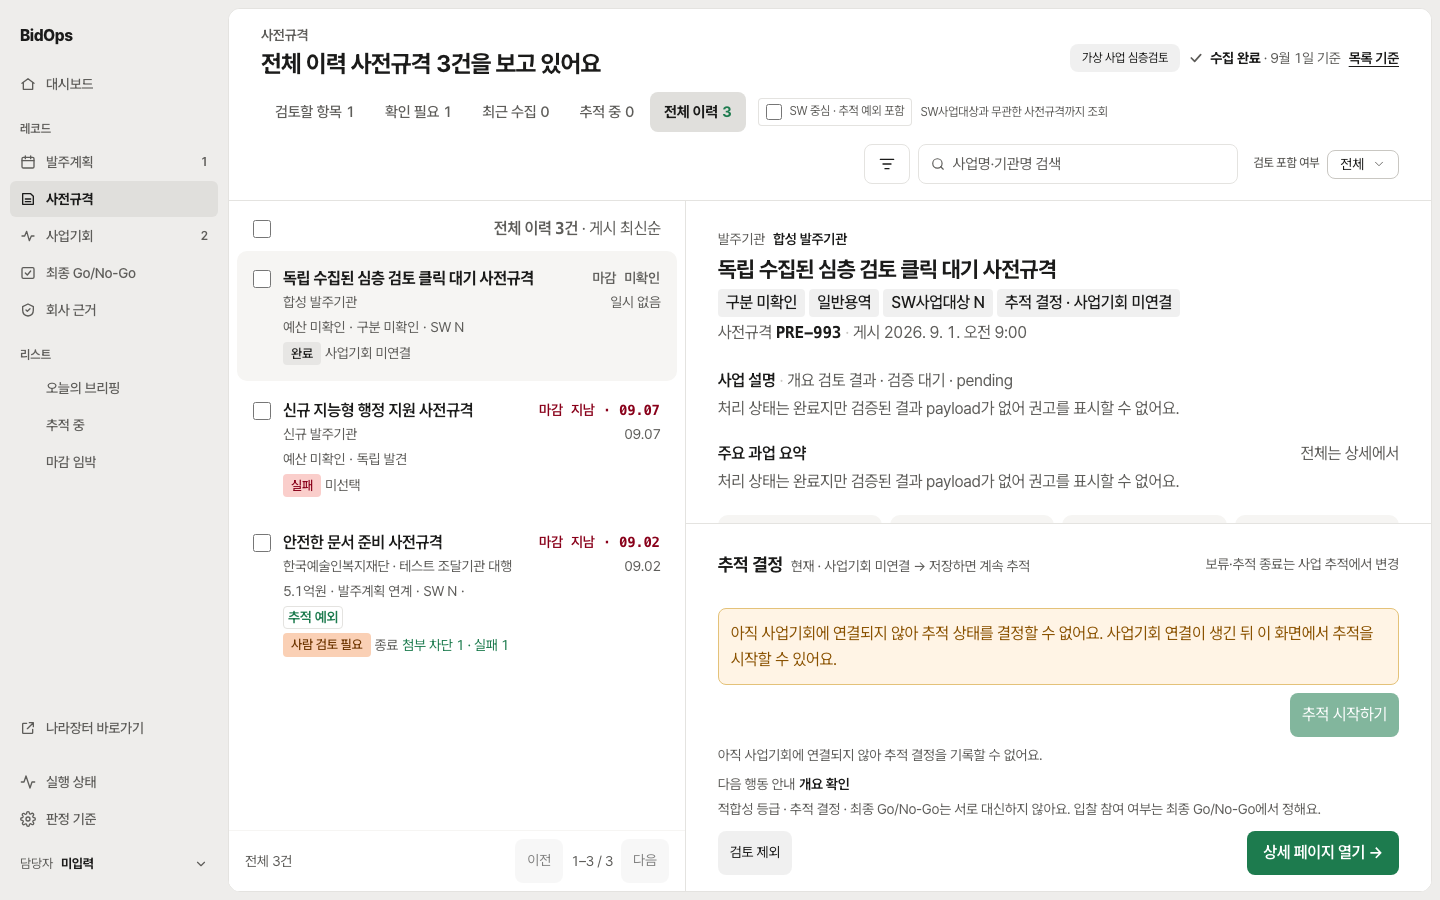 BidOps
대시보드
레코드
발주계획 1
사전규격
사업기회 2
최종 Go/No-Go
회사 근거
리스트
오늘의 브리핑
추적 중
마감 임박
나라장터 바로가기
실행 상태
판정 기준
담당자 미입력
사전규격
전체 이력 사전규격 3건을 보고 있어요
가상 사업 심층검토 수집 완료 · 9월 1일 기준 목록 기준
검토할 항목 1 확인 필요 1 최근 수집 0 추적 중 0 전체 이력 3 SW 중심 · 추적 예외 포함 SW사업대상과 무관한 사전규격까지 조회
사업명·기관명 검색 검토 포함 여부 전체
전체 이력 3건 · 게시 최신순
독립 수집된 심층 검토 클릭 대기 사전규격 마감 미확인
합성 발주기관 일시 없음
예산 미확인 · 구분 미확인 · SW N
완료 사업기회 미연결
신규 지능형 행정 지원 사전규격 마감 지남 · 09.07
신규 발주기관 09.07
예산 미확인 · 독립 발견
실패 미선택
안전한 문서 준비 사전규격 마감 지남 · 09.02
한국예술인복지재단 · 테스트 조달기관 대행 09.02
5.1억원 · 발주계획 연계 · SW N ·
추적 예외
사람 검토 필요 종료 첨부 차단 1 · 실패 1
전체 3건 이전 1–3 / 3 다음
발주기관 합성 발주기관
독립 수집된 심층 검토 클릭 대기 사전규격
구분 미확인 일반용역 SW사업대상 N 추적 결정 · 사업기회 미연결
사전규격 PRE-993 · 게시 2026. 9. 1. 오전 9:00
사업 설명 · 개요 검토 결과 · 검증 대기 · pending
처리 상태는 완료지만 검증된 결과 payload가 없어 권고를 표시할 수 없어요.
주요 과업 요약 전체는 상세에서
처리 상태는 완료지만 검증된 결과 payload가 없어 권고를 표시할 수 없어요.
추적 결정 현재 · 사업기회 미연결 → 저장하면 계속 추적 보류·추적 종료는 사업 추적에서 변경
아직 사업기회에 연결되지 않아 추적 상태를 결정할 수 없어요. 사업기회 연결이 생긴 뒤 이 화면에서 추적을
시작할 수 있어요.
추적 시작하기
아직 사업기회에 연결되지 않아 추적 결정을 기록할 수 없어요.
다음 행동 안내 개요 확인
적합성 등급 · 추적 결정 · 최종 Go/No-Go는 서로 대신하지 않아요. 입찰 참여 여부는 최종 Go/No-Go에서 정해요.
검토 제외 상세 페이지 열기 →